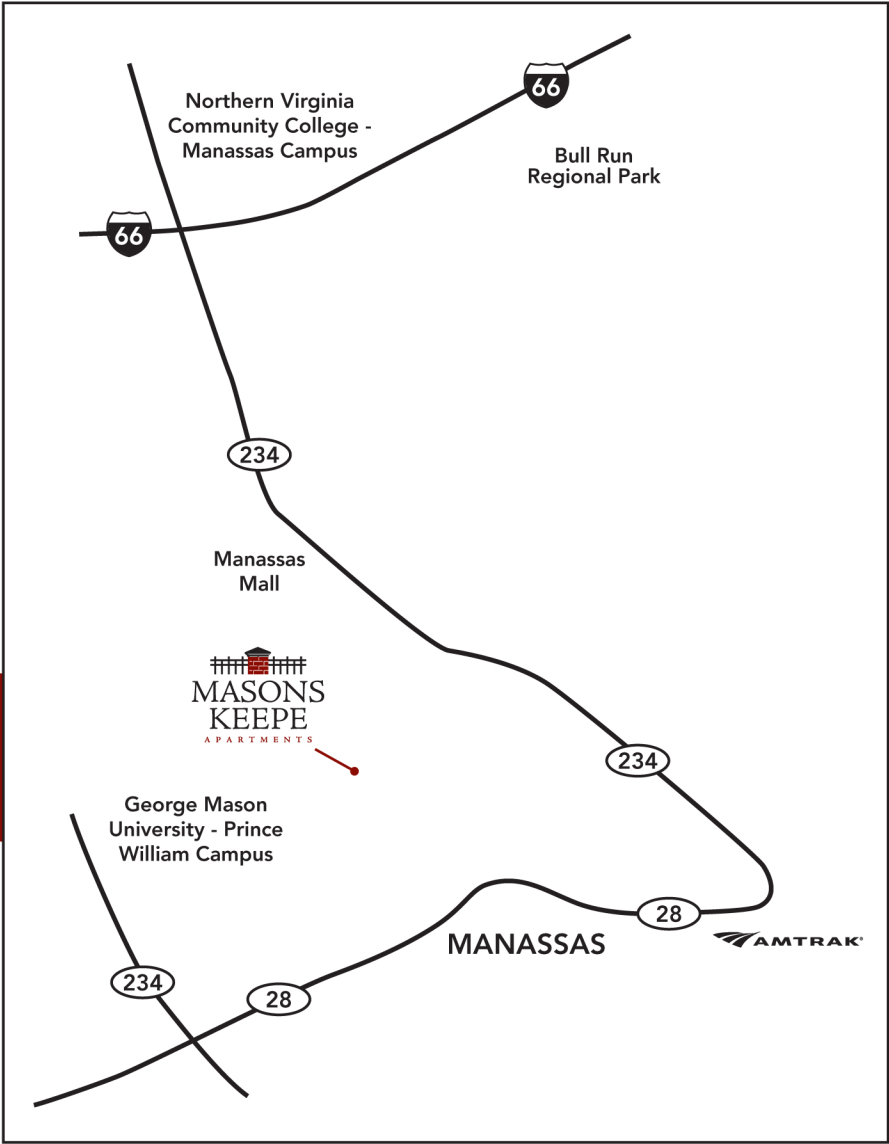 66
Northern Virginia
Community College -
Manassas Campus
Bull Run
Regional Park
66
234
Manassas
Mall
MASONS
KEEPE
APARTMENTS
234
George Mason
University - Prince
William Campus
28
MANASSAS
AMTRAK®
234
28